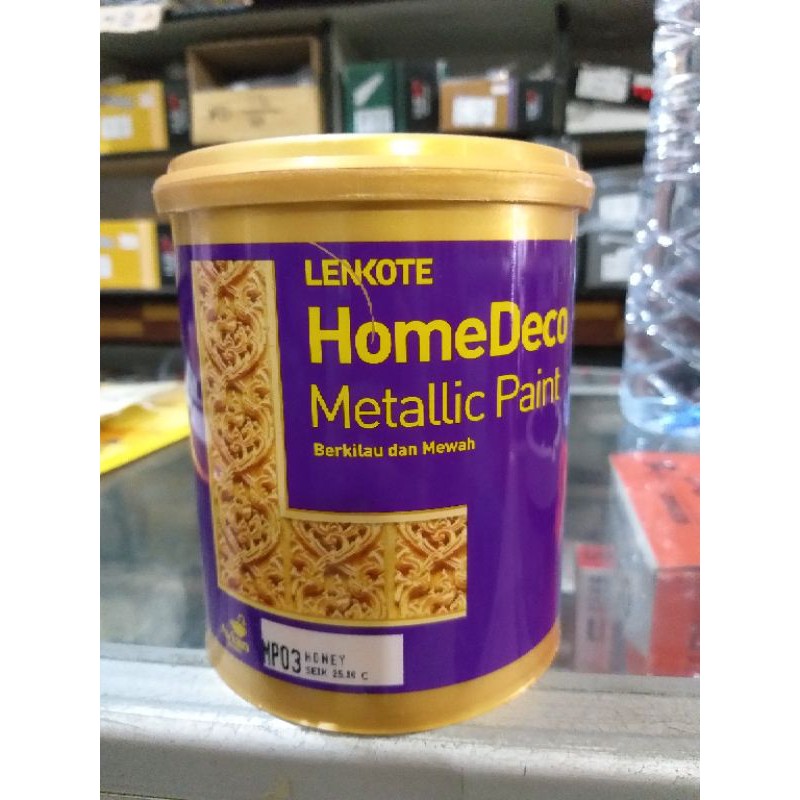 LENKOTE
HomeDeco
Metallic Paint
Berkilau dan Mewah
MP03 HONEY